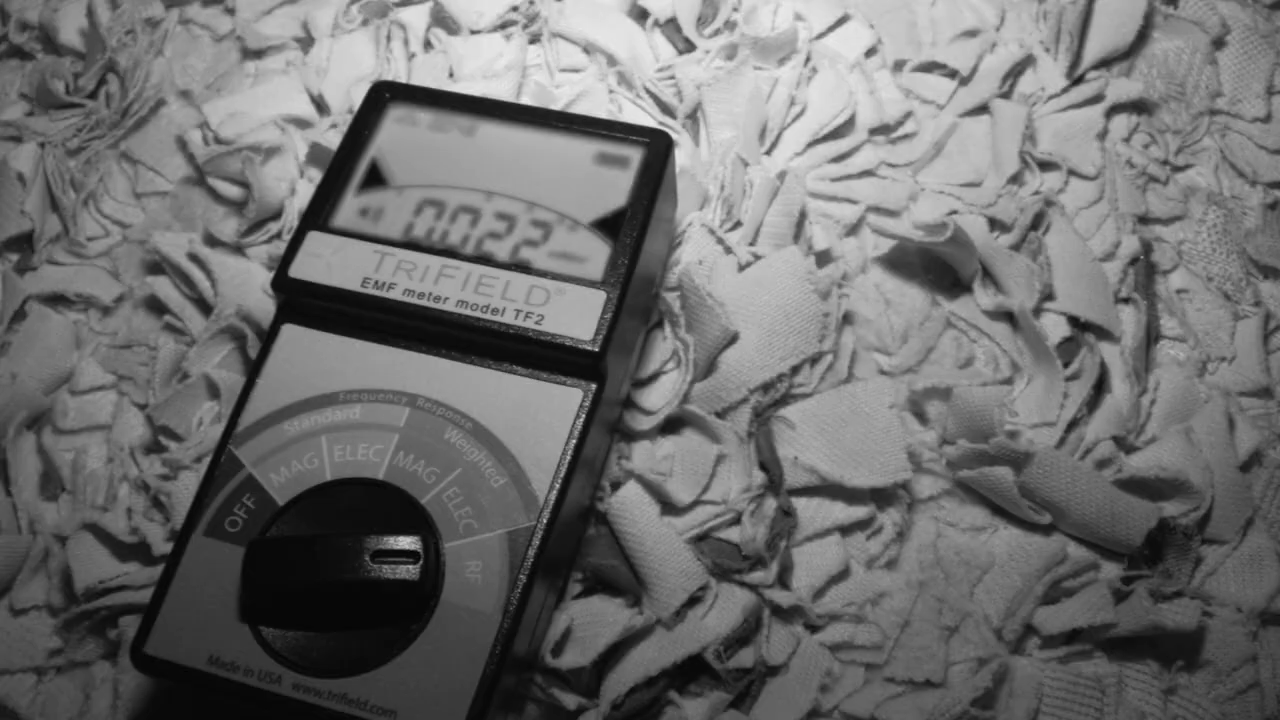 0.022
TRIFIELD®
EMF meter model TF2
Frequency Response
Standard
Weighted
OFF
MAG
ELEC
MAG
ELEC
RF
Made in USA www.trifield.com